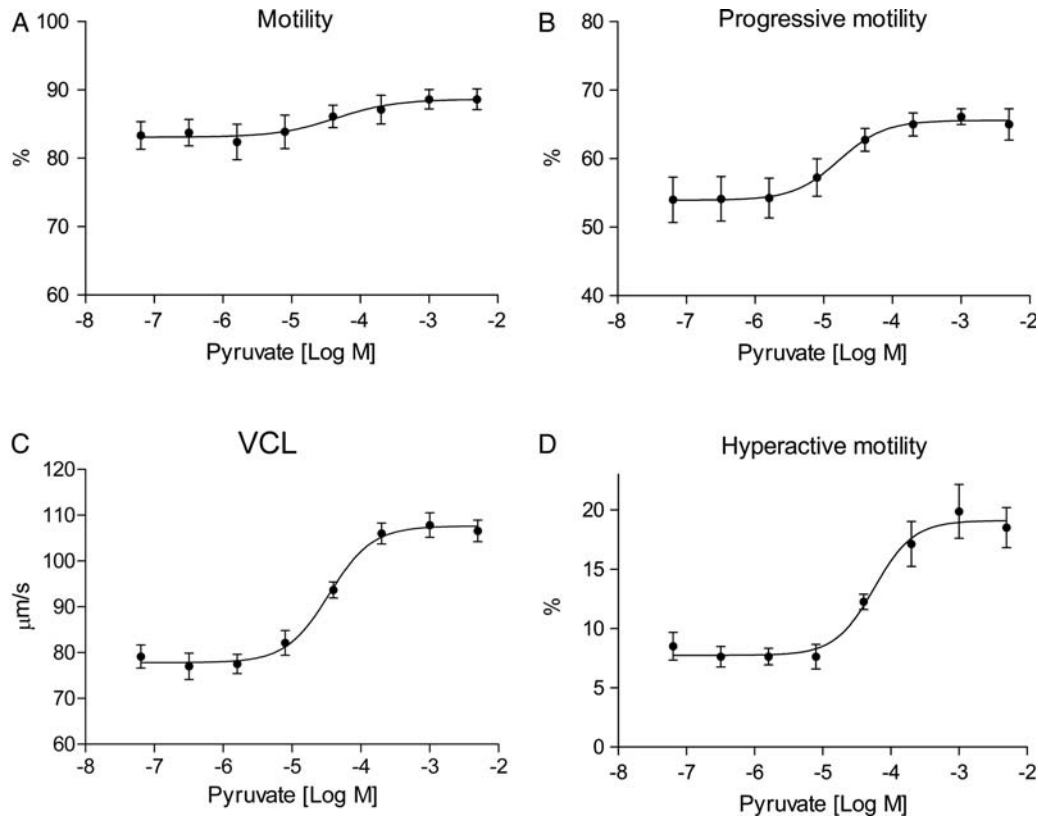 A
Motility
100
90
80
70
60
%
-8 -7 -6 -5 -4 -3 -2
Pyruvate [Log M]
B
Progressive motility
80
70
60
50
40
%
-8 -7 -6 -5 -4 -3 -2
Pyruvate [Log M]
C
VCL
120
110
100
90
80
70
60
μm/s
-8 -7 -6 -5 -4 -3 -2
Pyruvate [Log M]
D
Hyperactive motility
20
15
10
5
0
%
-8 -7 -6 -5 -4 -3 -2
Pyruvate [Log M]